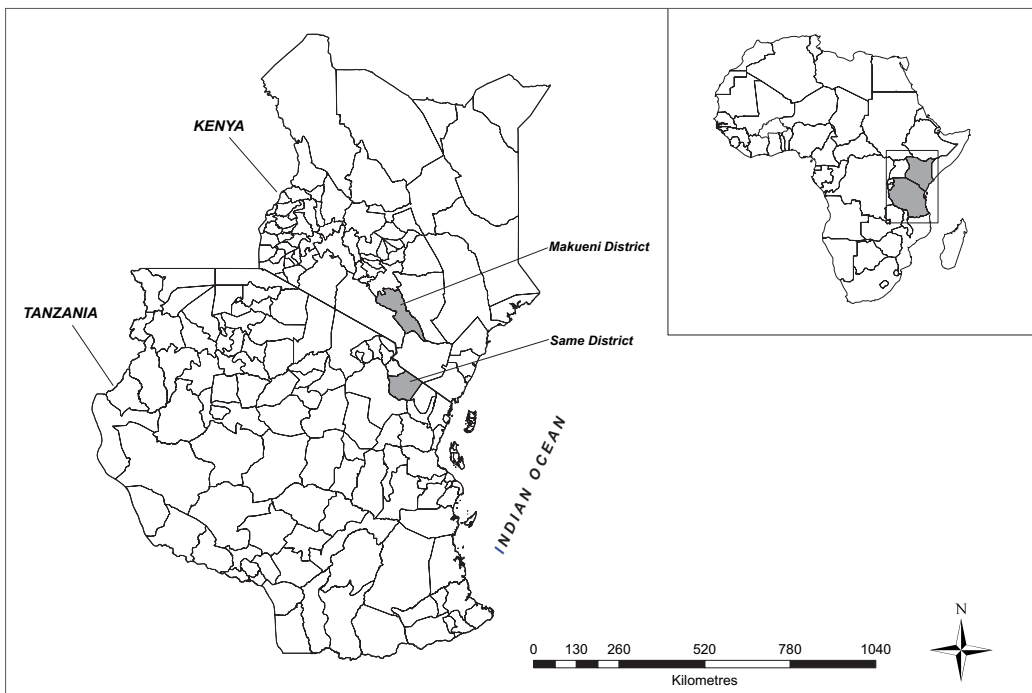 KENYA
Makueni District
TANZANIA
Same District
INDIAN OCEAN
N
0 130 260 520 780 1040
Kilometres